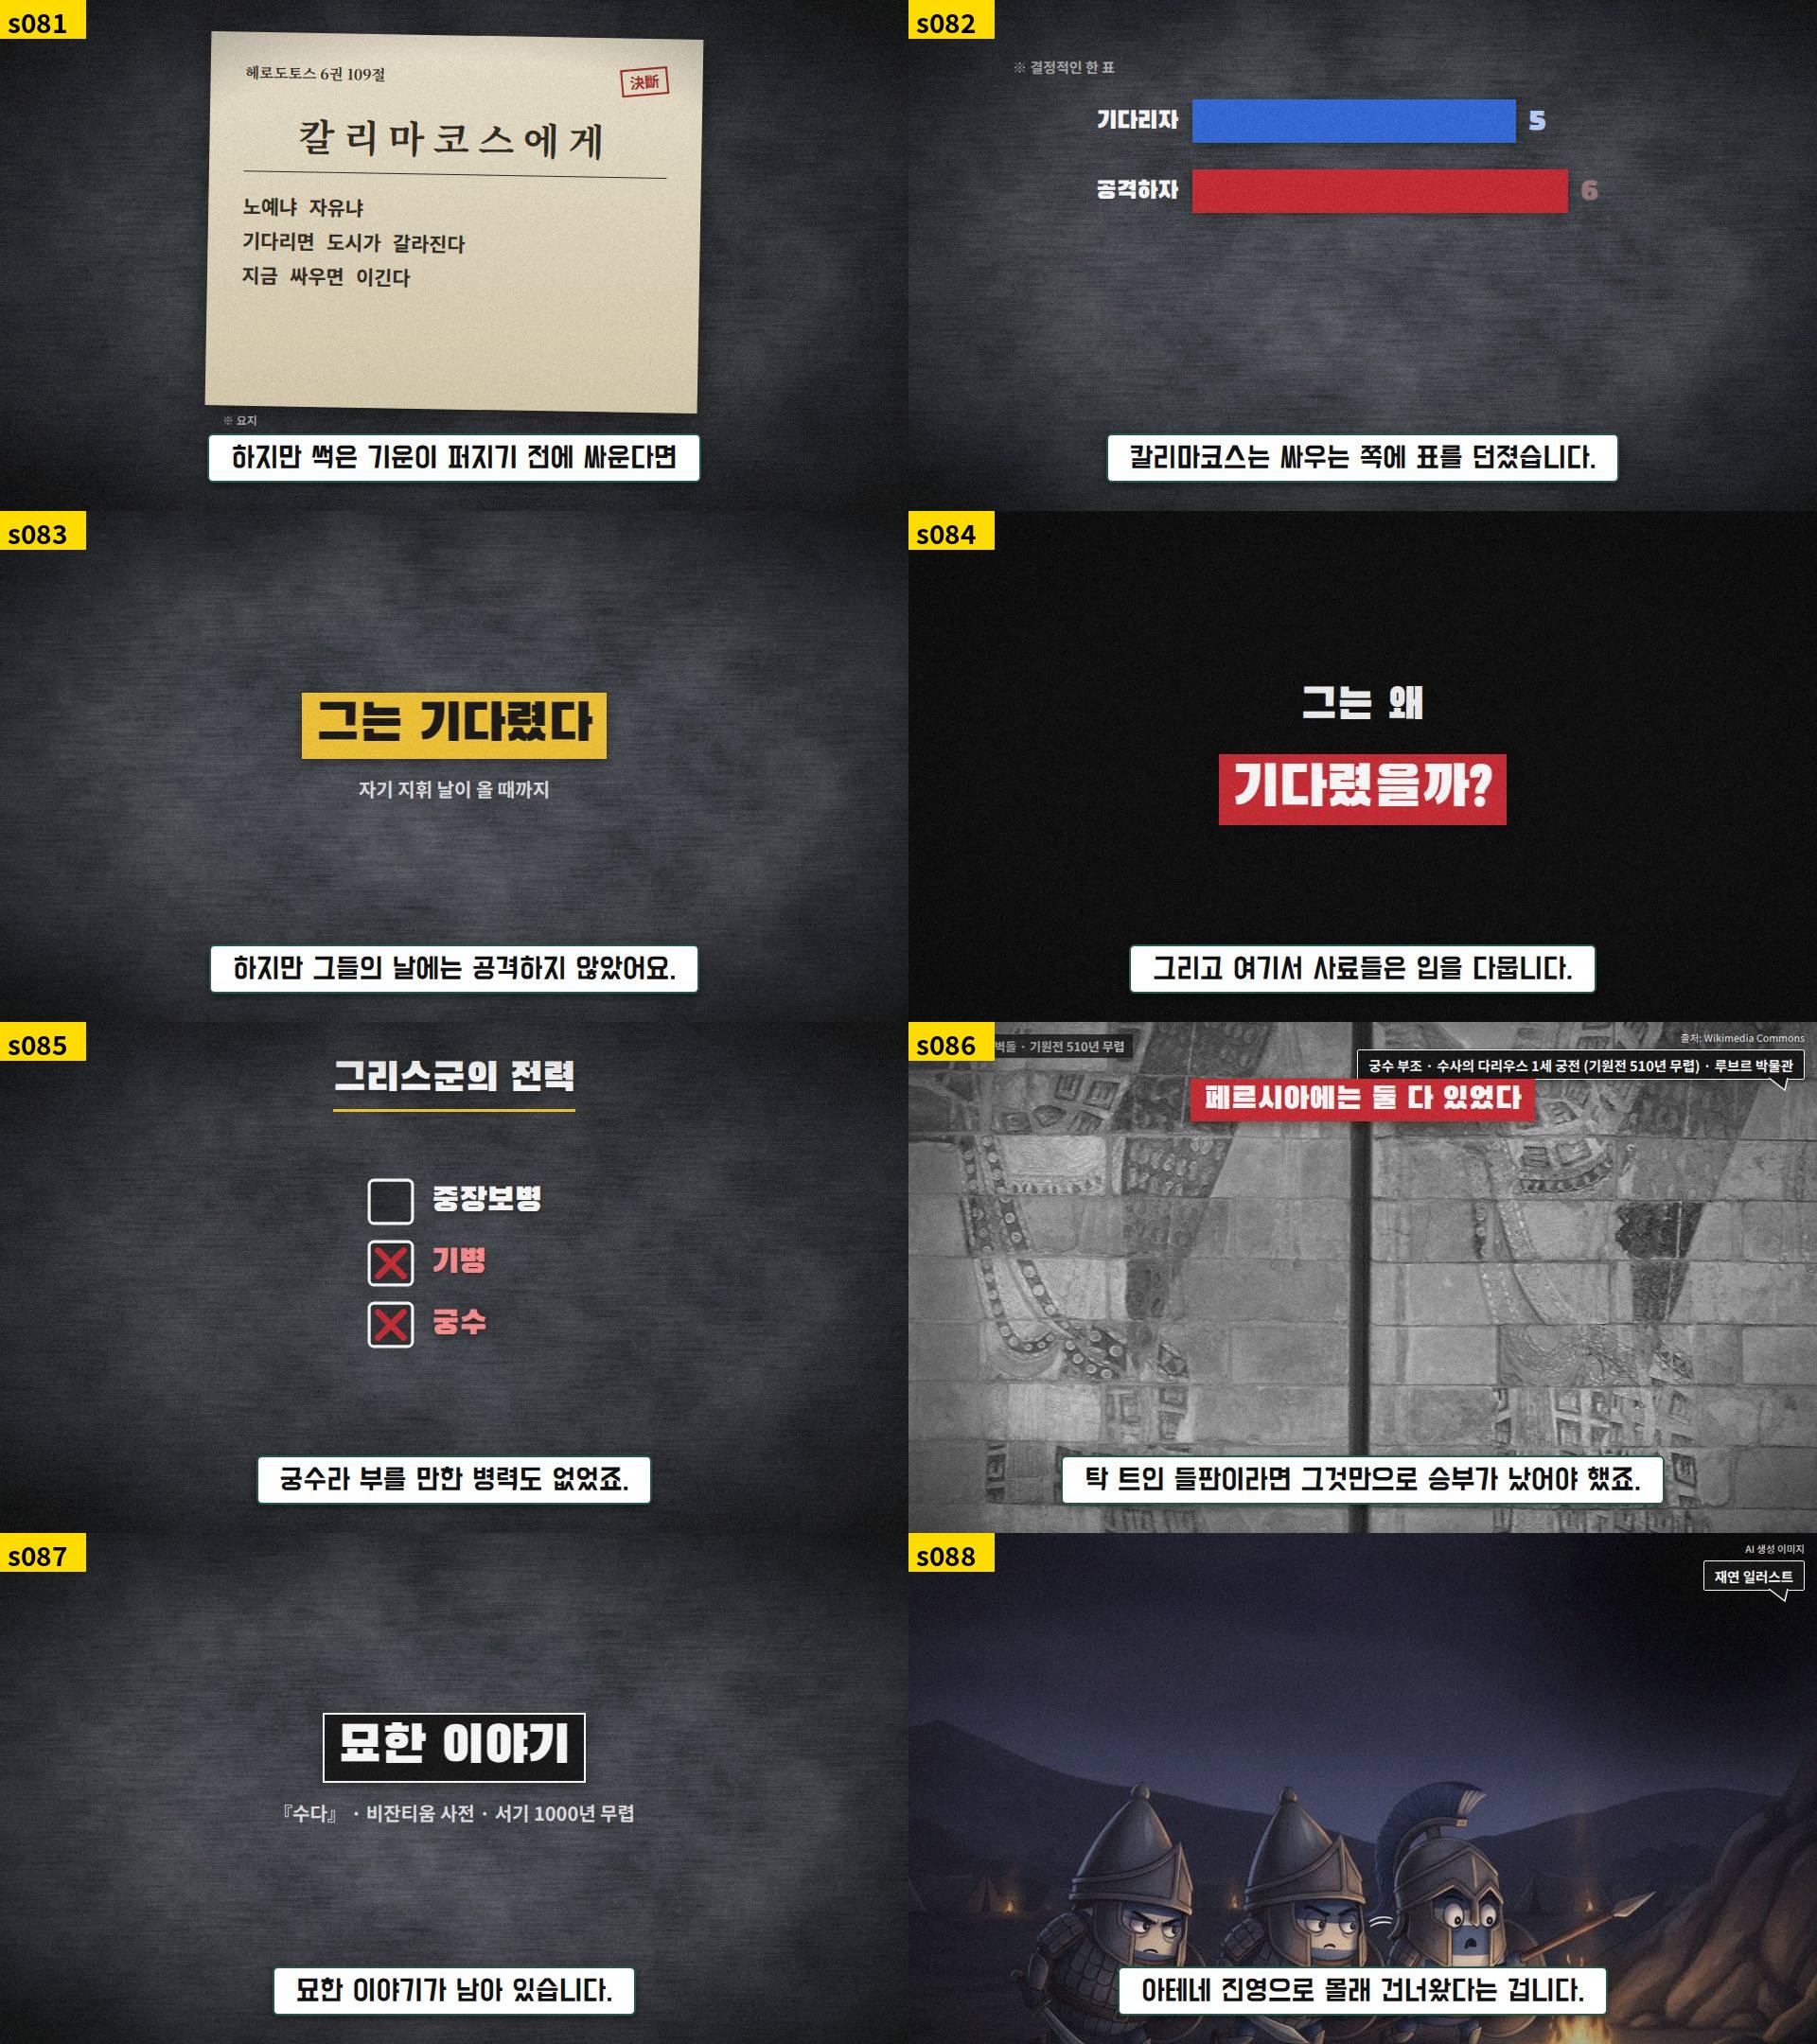 s081
헤로도토스 6권 109절
決斷
칼리마코스에게
노예냐 자유냐
기다리면 도시가 갈라진다
지금 싸우면 이긴다
※ 요지
하지만 썩은 기운이 퍼지기 전에 싸운다면
s082
※ 결정적인 한 표
기다리자 5
공격하자 6
칼리마코스는 싸우는 쪽에 표를 던졌습니다.
s083
그는 기다렸다
자기 지휘 날이 올 때까지
하지만 그들의 날에는 공격하지 않았어요.
s084
그는 왜
기다렸을까?
그리고 여기서 사료들은 입을 다뭅니다.
s085
그리스군의 전력
중장보병
기병
궁수
궁수라 부를 만한 병력도 없었죠.
s086
벽돌 · 기원전 510년 무렵
출처: Wikimedia Commons
궁수 부조 · 수사의 다리우스 1세 궁전 (기원전 510년 무렵) · 루브르 박물관
페르시아에는 둘 다 있었다
탁 트인 들판이라면 그것만으로 승부가 났어야 했죠.
s087
묘한 이야기
『수다』 · 비잔티움 사전 · 서기 1000년 무렵
묘한 이야기가 남아 있습니다.
s088
AI 생성 이미지
재연 일러스트
아테네 진영으로 몰래 건너왔다는 겁니다.